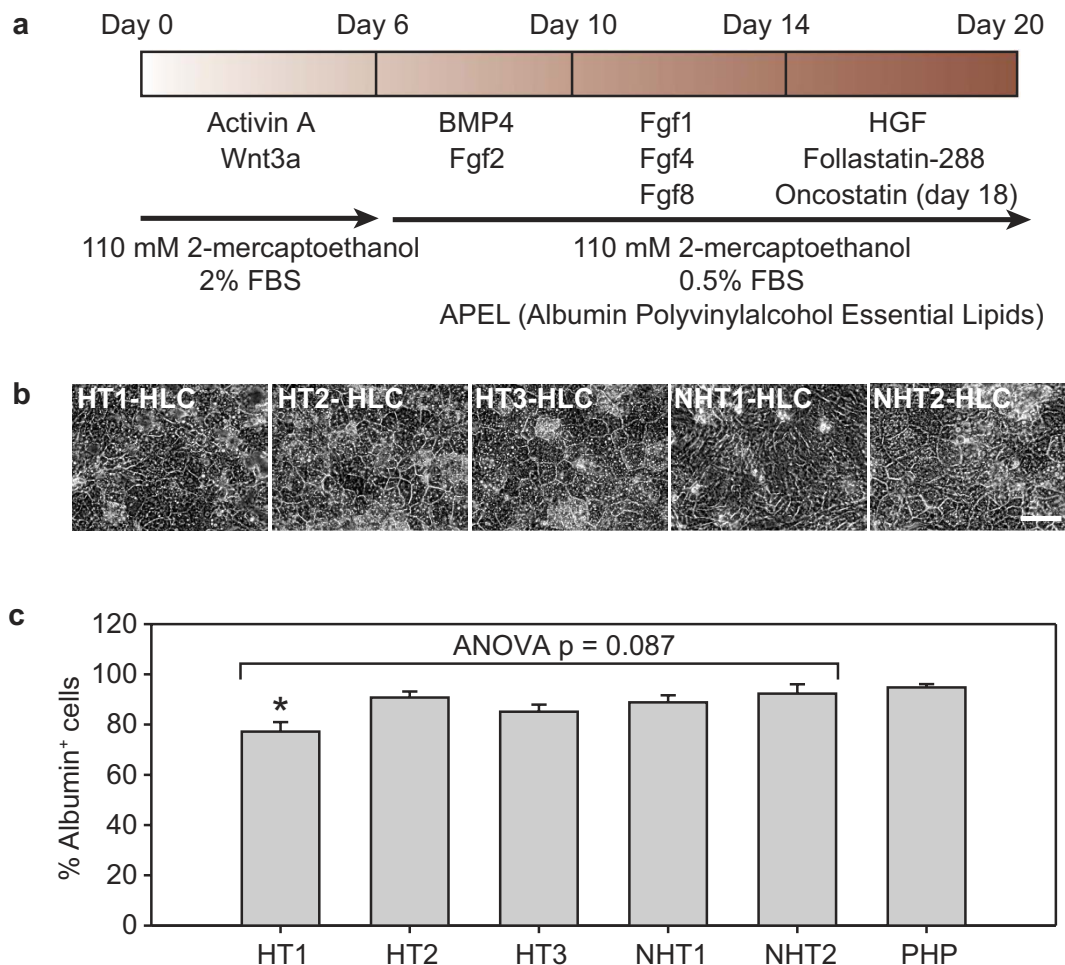 a
Day 0 Day 6 Day 10 Day 14 Day 20
Activin A BMP4 Fgf1 HGF
Wnt3a Fgf2 Fgf4 Follastatin-288
Fgf8 Oncostatin (day 18)
110 mM 2-mercaptoethanol 110 mM 2-mercaptoethanol
2% FBS 0.5% FBS
APEL (Albumin Polyvinylalcohol Essential Lipids)
b
HT1-HLC HT2- HLC HT3-HLC NHT1-HLC NHT2-HLC
c
% Albumin⁺ cells
120
100
80
60
40
20
0
ANOVA p = 0.087
*
HT1 HT2 HT3 NHT1 NHT2 PHP